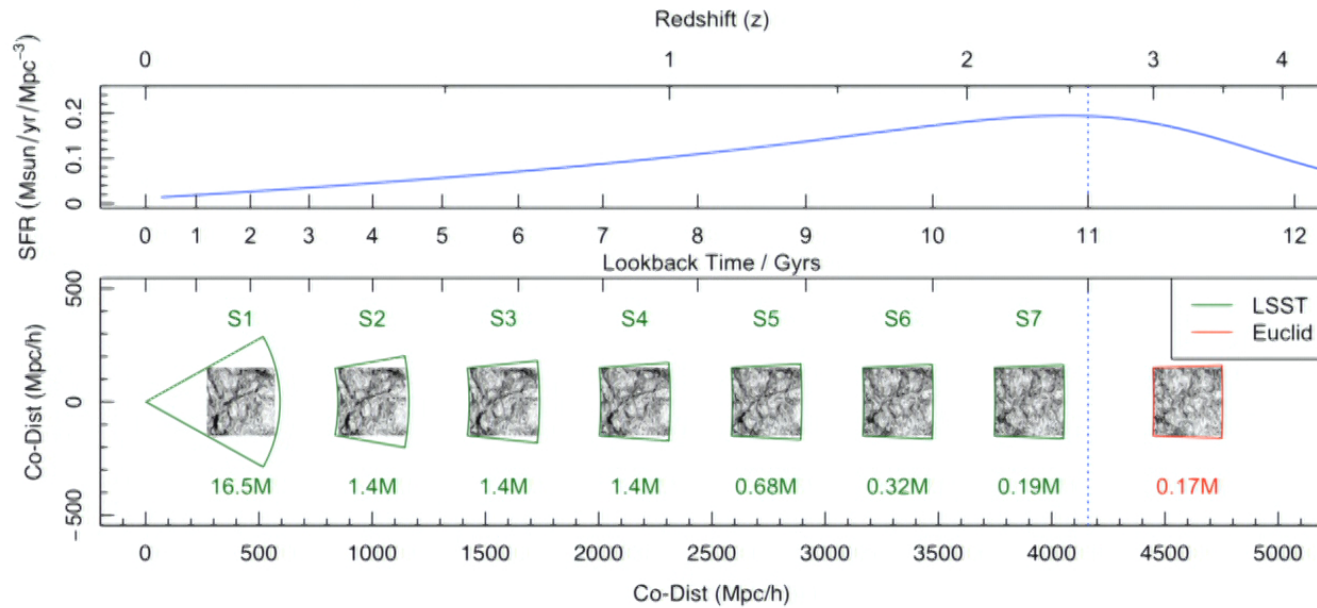 Redshift (z)
0 1 2 3 4
SFR (Msun/yr/Mpc⁻³)
0 0.1 0.2
0 1 2 3 4 5 6 7 8 9 10 11 12
Lookback Time / Gyrs
Co-Dist (Mpc/h)
−500 0 500
S1 S2 S3 S4 S5 S6 S7
LSST
Euclid
16.5M 1.4M 1.4M 1.4M 0.68M 0.32M 0.19M 0.17M
0 500 1000 1500 2000 2500 3000 3500 4000 4500 5000
Co-Dist (Mpc/h)